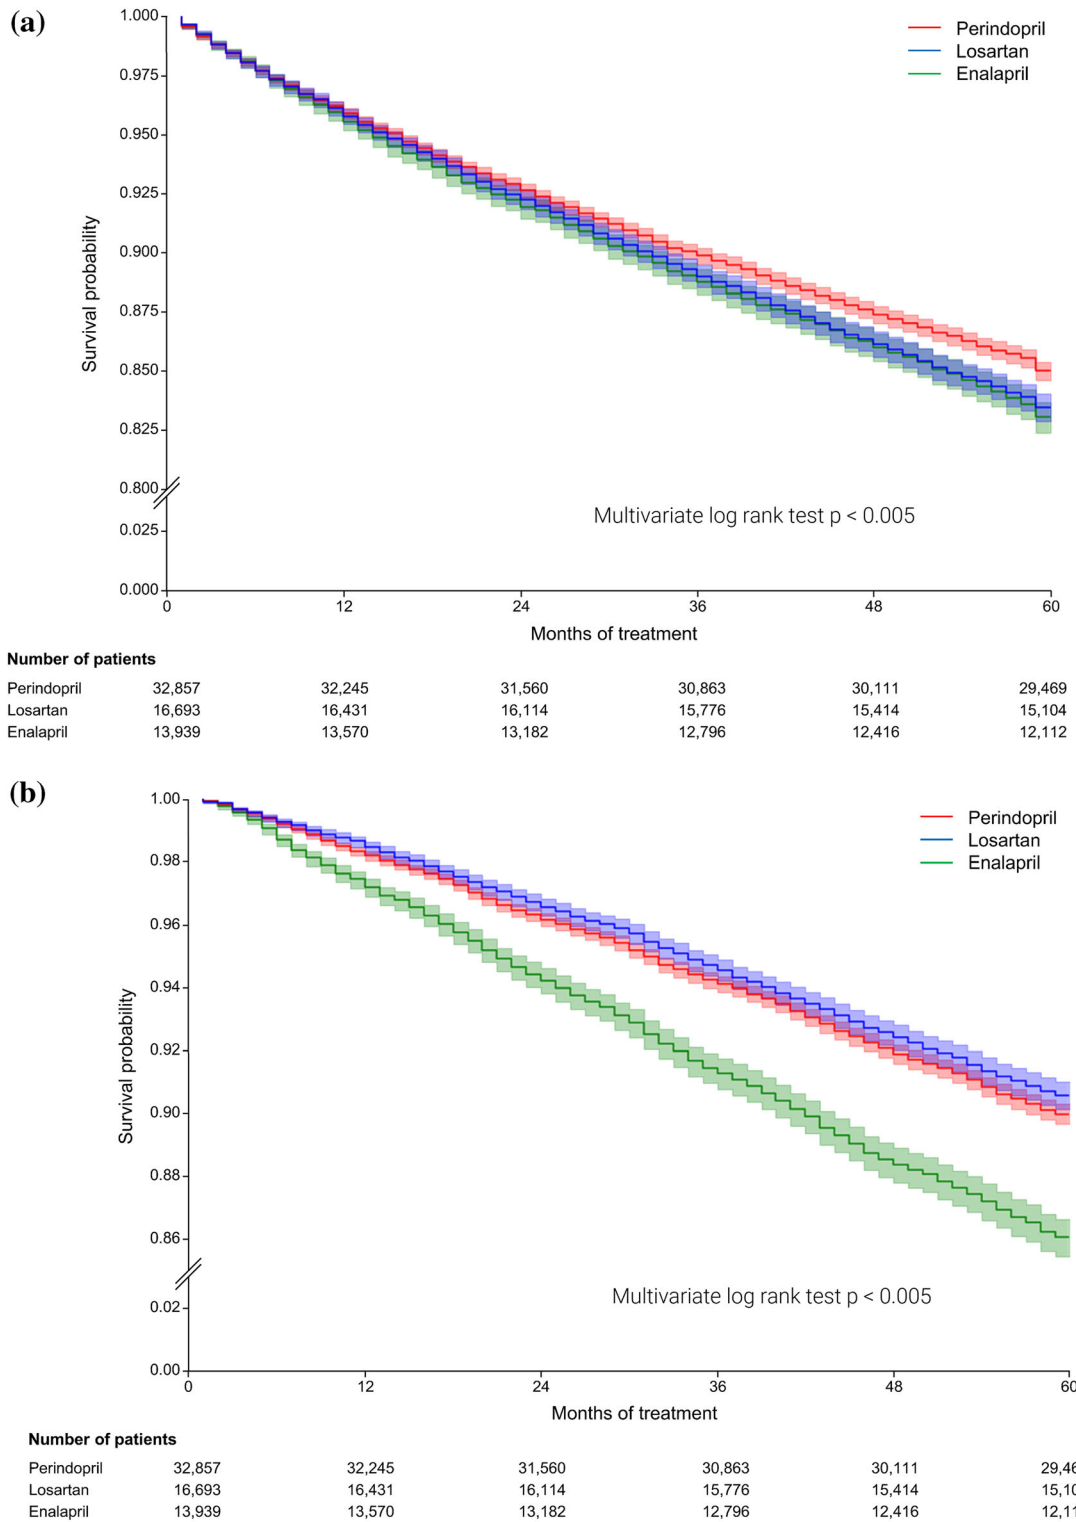 (a)
1.000
0.975
0.950
0.925
0.900
0.875
0.850
0.825
0.800
0.025
0.000
Survival probability
Perindopril
Losartan
Enalapril
Multivariate log rank test p < 0.005
0 12 24 36 48 60
Months of treatment
Number of patients
Perindopril 32,857 32,245 31,560 30,863 30,111 29,469
Losartan 16,693 16,431 16,114 15,776 15,414 15,104
Enalapril 13,939 13,570 13,182 12,796 12,416 12,112
(b)
1.00
0.98
0.96
0.94
0.92
0.90
0.88
0.86
0.02
0.00
Survival probability
Perindopril
Losartan
Enalapril
Multivariate log rank test p < 0.005
0 12 24 36 48 60
Months of treatment
Number of patients
Perindopril 32,857 32,245 31,560 30,863 30,111 29,46
Losartan 16,693 16,431 16,114 15,776 15,414 15,10
Enalapril 13,939 13,570 13,182 12,796 12,416 12,11